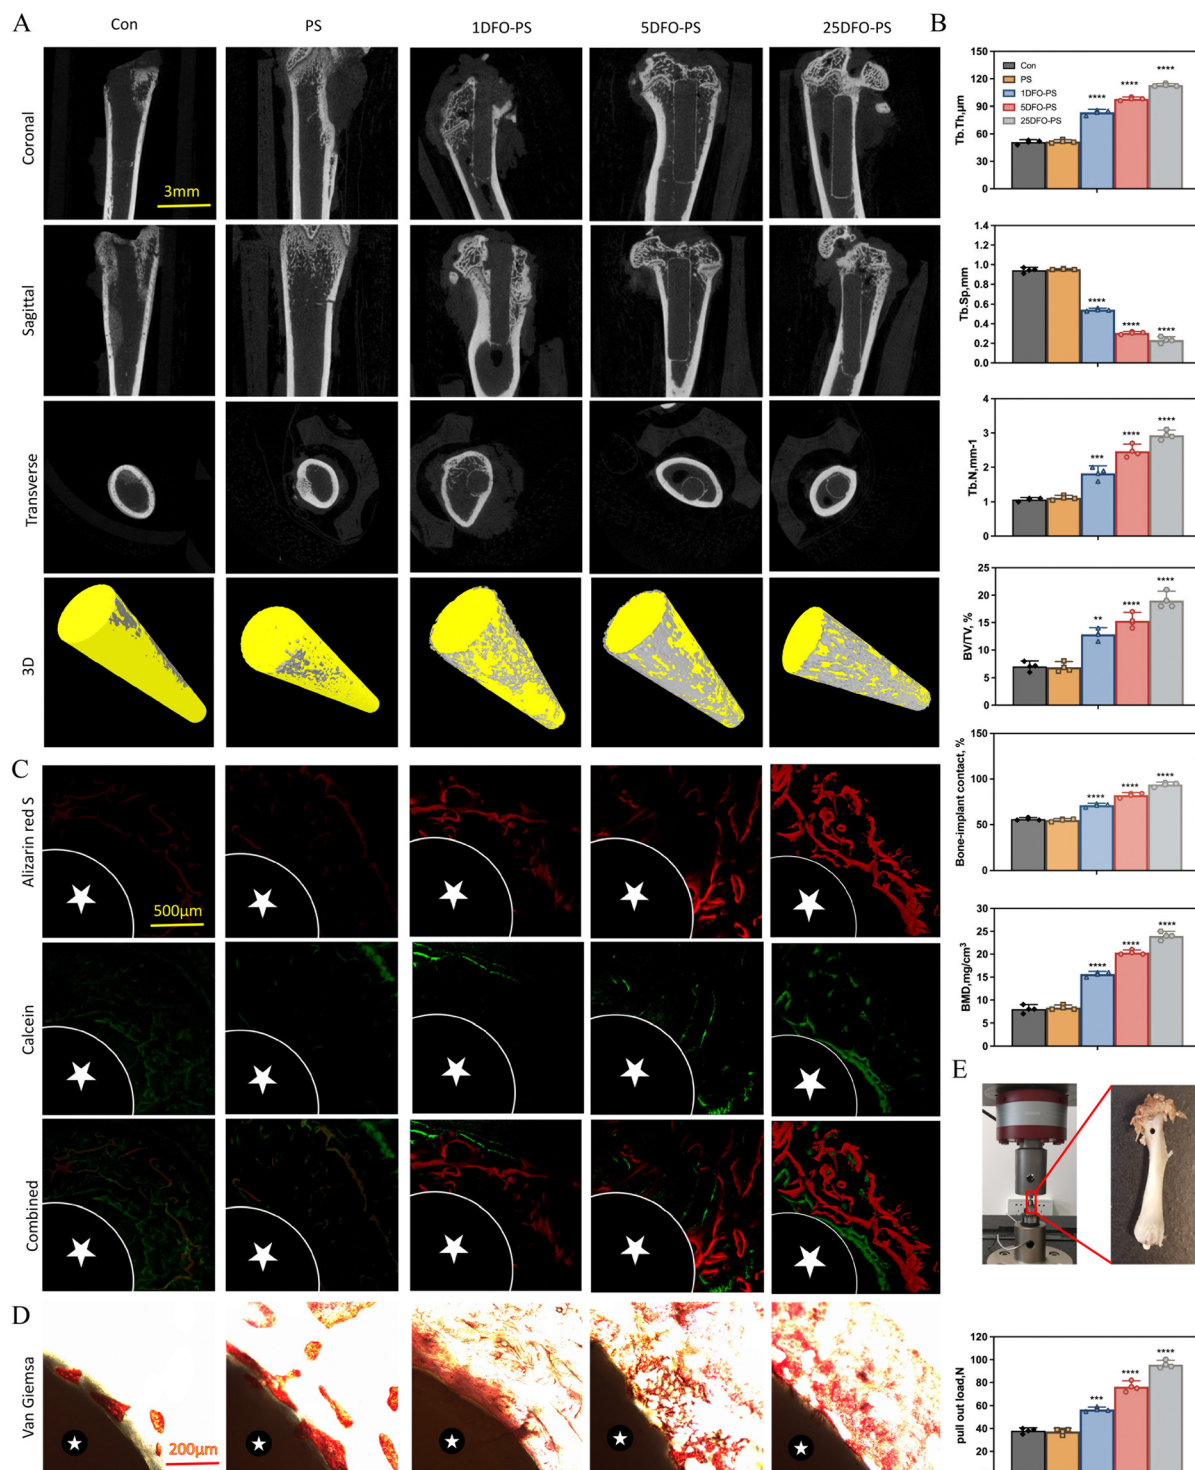 A
Con
PS
1DFO-PS
5DFO-PS
25DFO-PS
Coronal
3mm
Sagittal
Transverse
3D
B
Tb.Th,μm
150
120
90
60
30
0
Con
PS
1DFO-PS
5DFO-PS
25DFO-PS
****
****
****
Tb.Sp,mm
1.4
1.2
0.9
0.6
0.4
0.2
0.0
****
****
****
Tb.N,mm-1
4
3
2
1
0
***
****
****
BV/TV, %
25
20
15
10
5
0
**
****
****
Bone-implant contact, %
150
100
50
0
****
****
****
BMD,mg/cm³
30
25
20
15
10
5
0
****
****
****
C
Alizarin red S
500μm
Calcein
Combined
D
Van Giemsa
200μm
E
pull out load,N
120
100
80
60
40
20
***
****
****